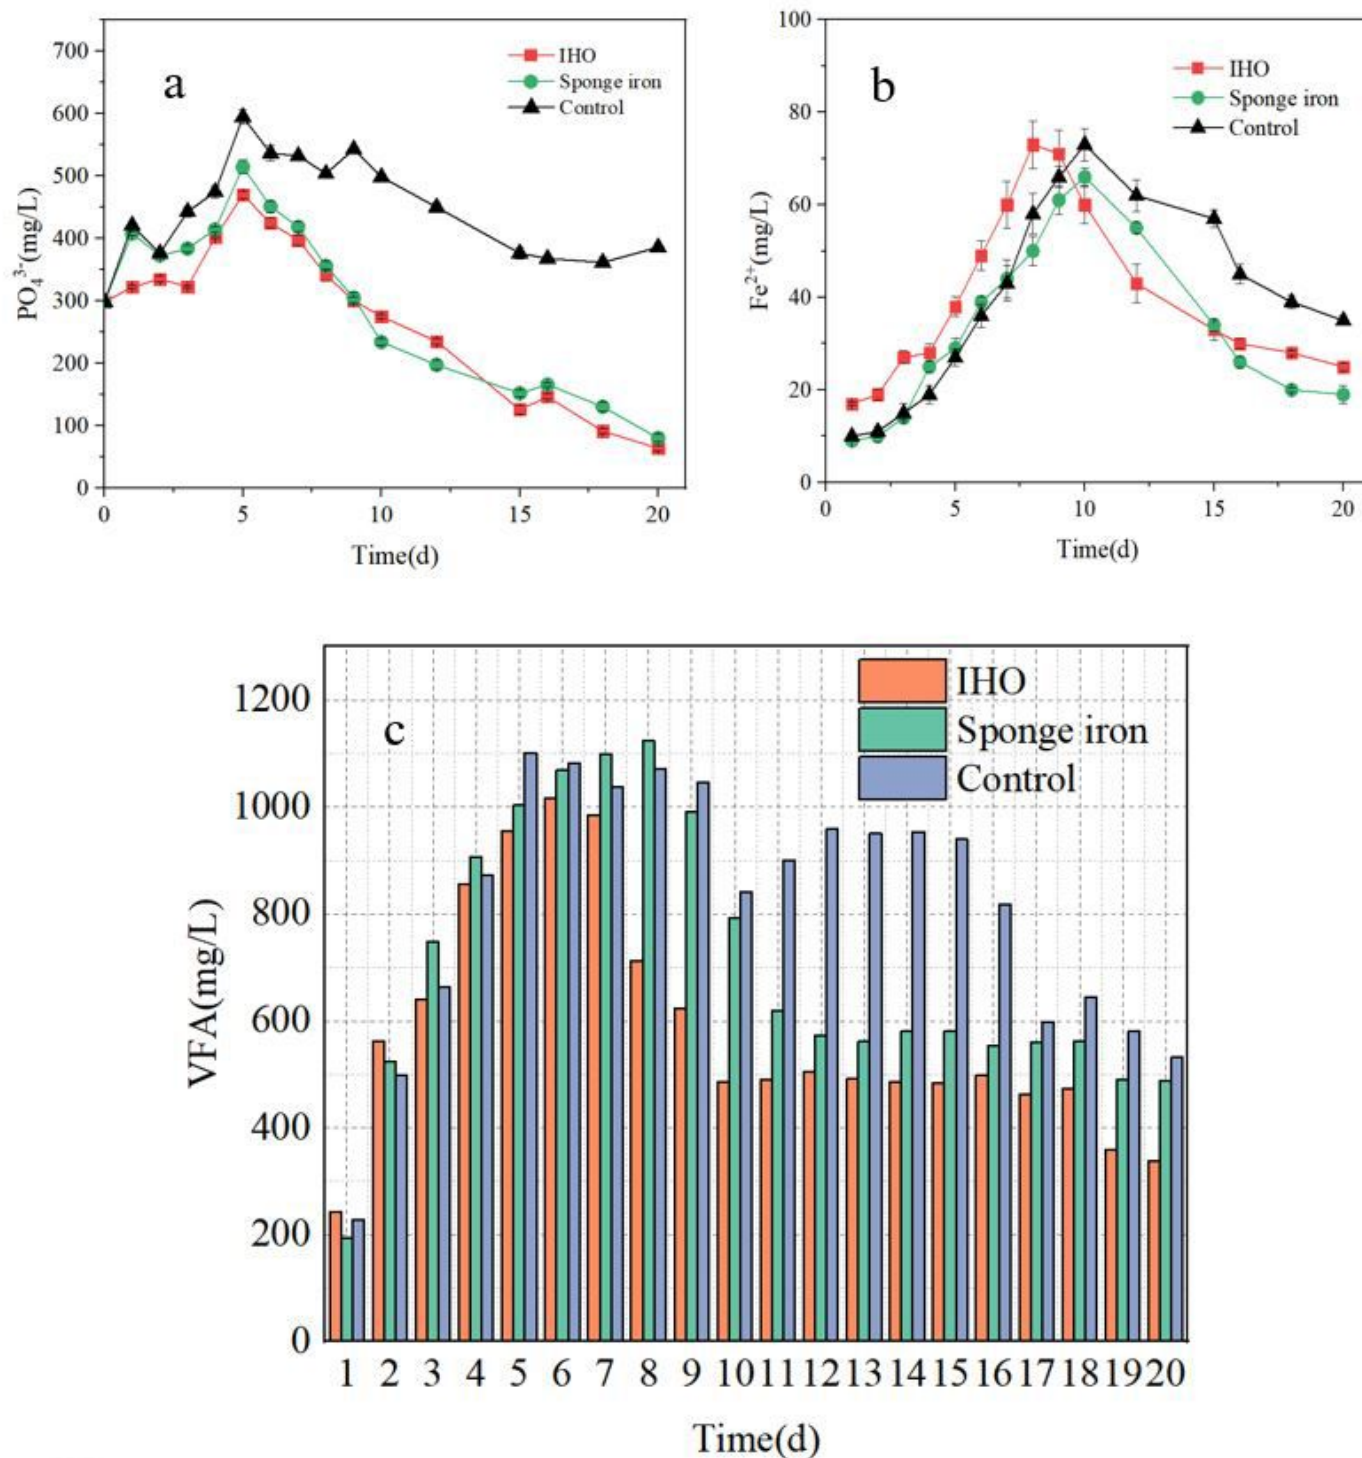 a
IHO
Sponge iron
Control
700
600
500
400
300
200
100
0
PO₄³⁻(mg/L)
0 5 10 15 20
Time(d)
b
IHO
Sponge iron
Control
100
80
60
40
20
0
Fe²⁺(mg/L)
0 5 10 15 20
Time(d)
c
IHO
Sponge iron
Control
1200
1000
800
600
400
200
0
VFA(mg/L)
1 2 3 4 5 6 7 8 9 10 11 12 13 14 15 16 17 18 19 20
Time(d)